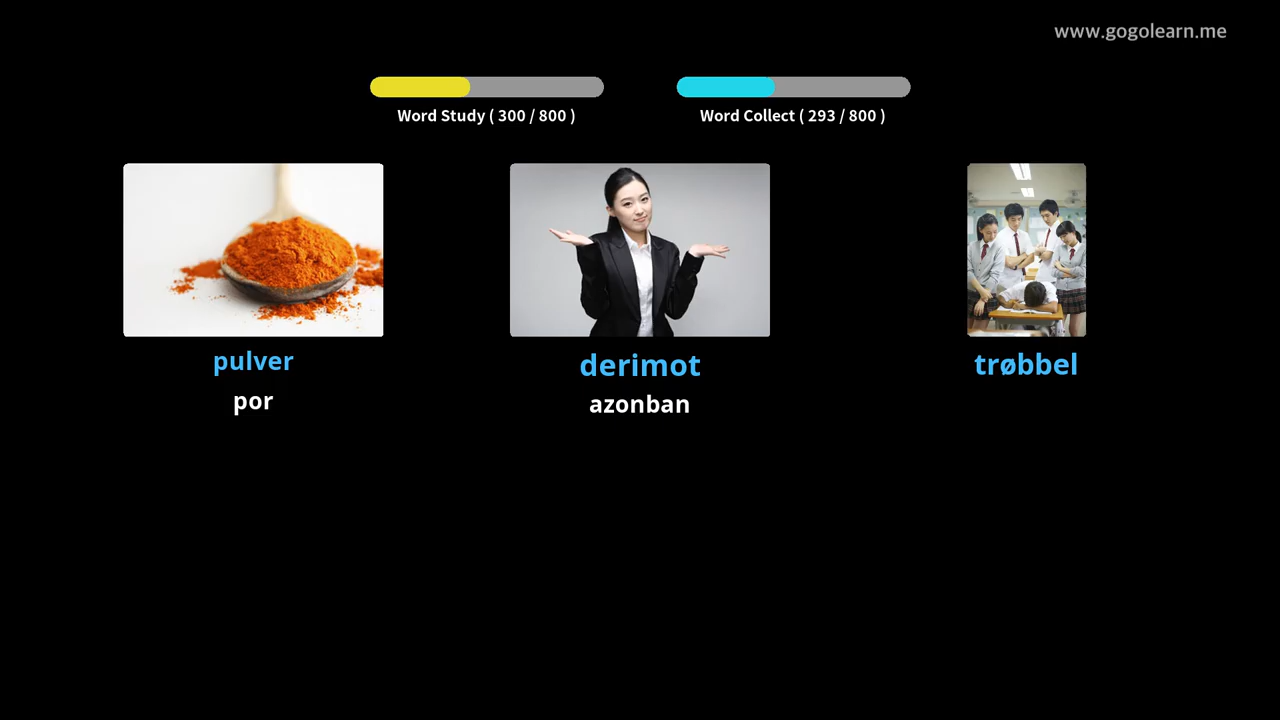 www.gogolearn.me
Word Study ( 300 / 800 )
Word Collect ( 293 / 800 )
pulver
derimot
trøbbel
por
azonban